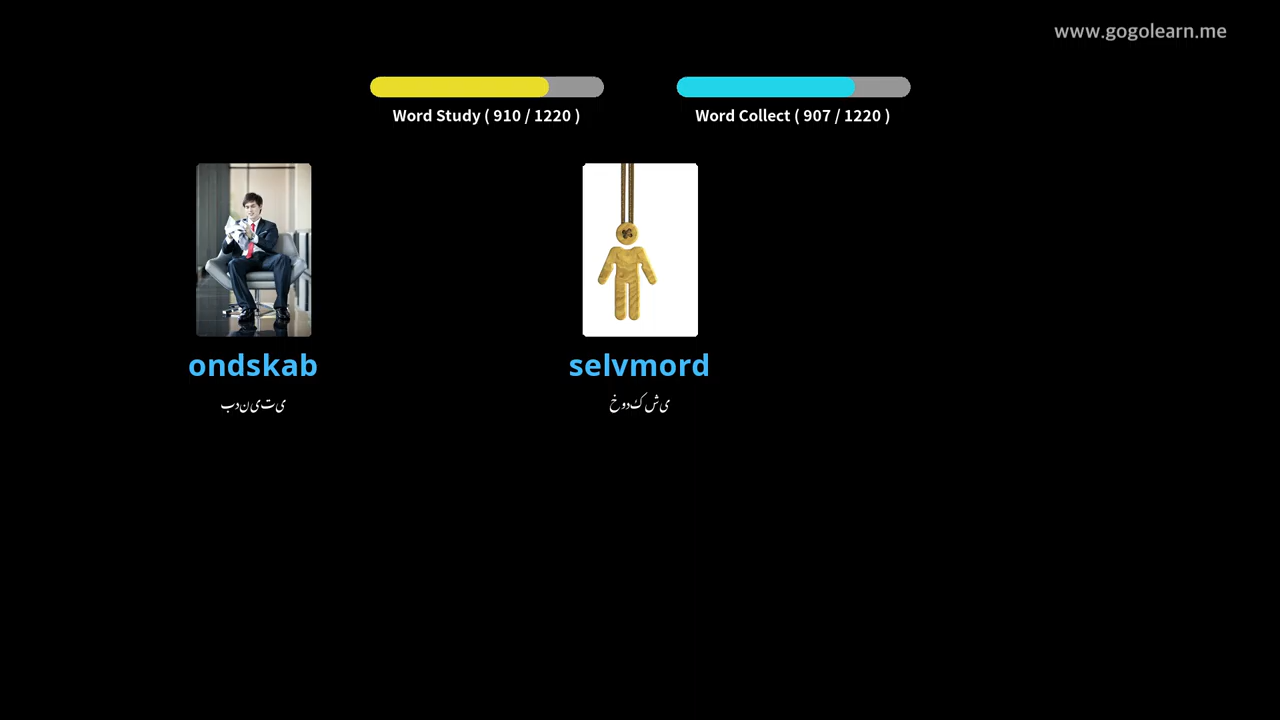 www.gogolearn.me
Word Study ( 910 / 1220 )
Word Collect ( 907 / 1220 )
ondskab
بدنیتی
selvmord
خودکشی